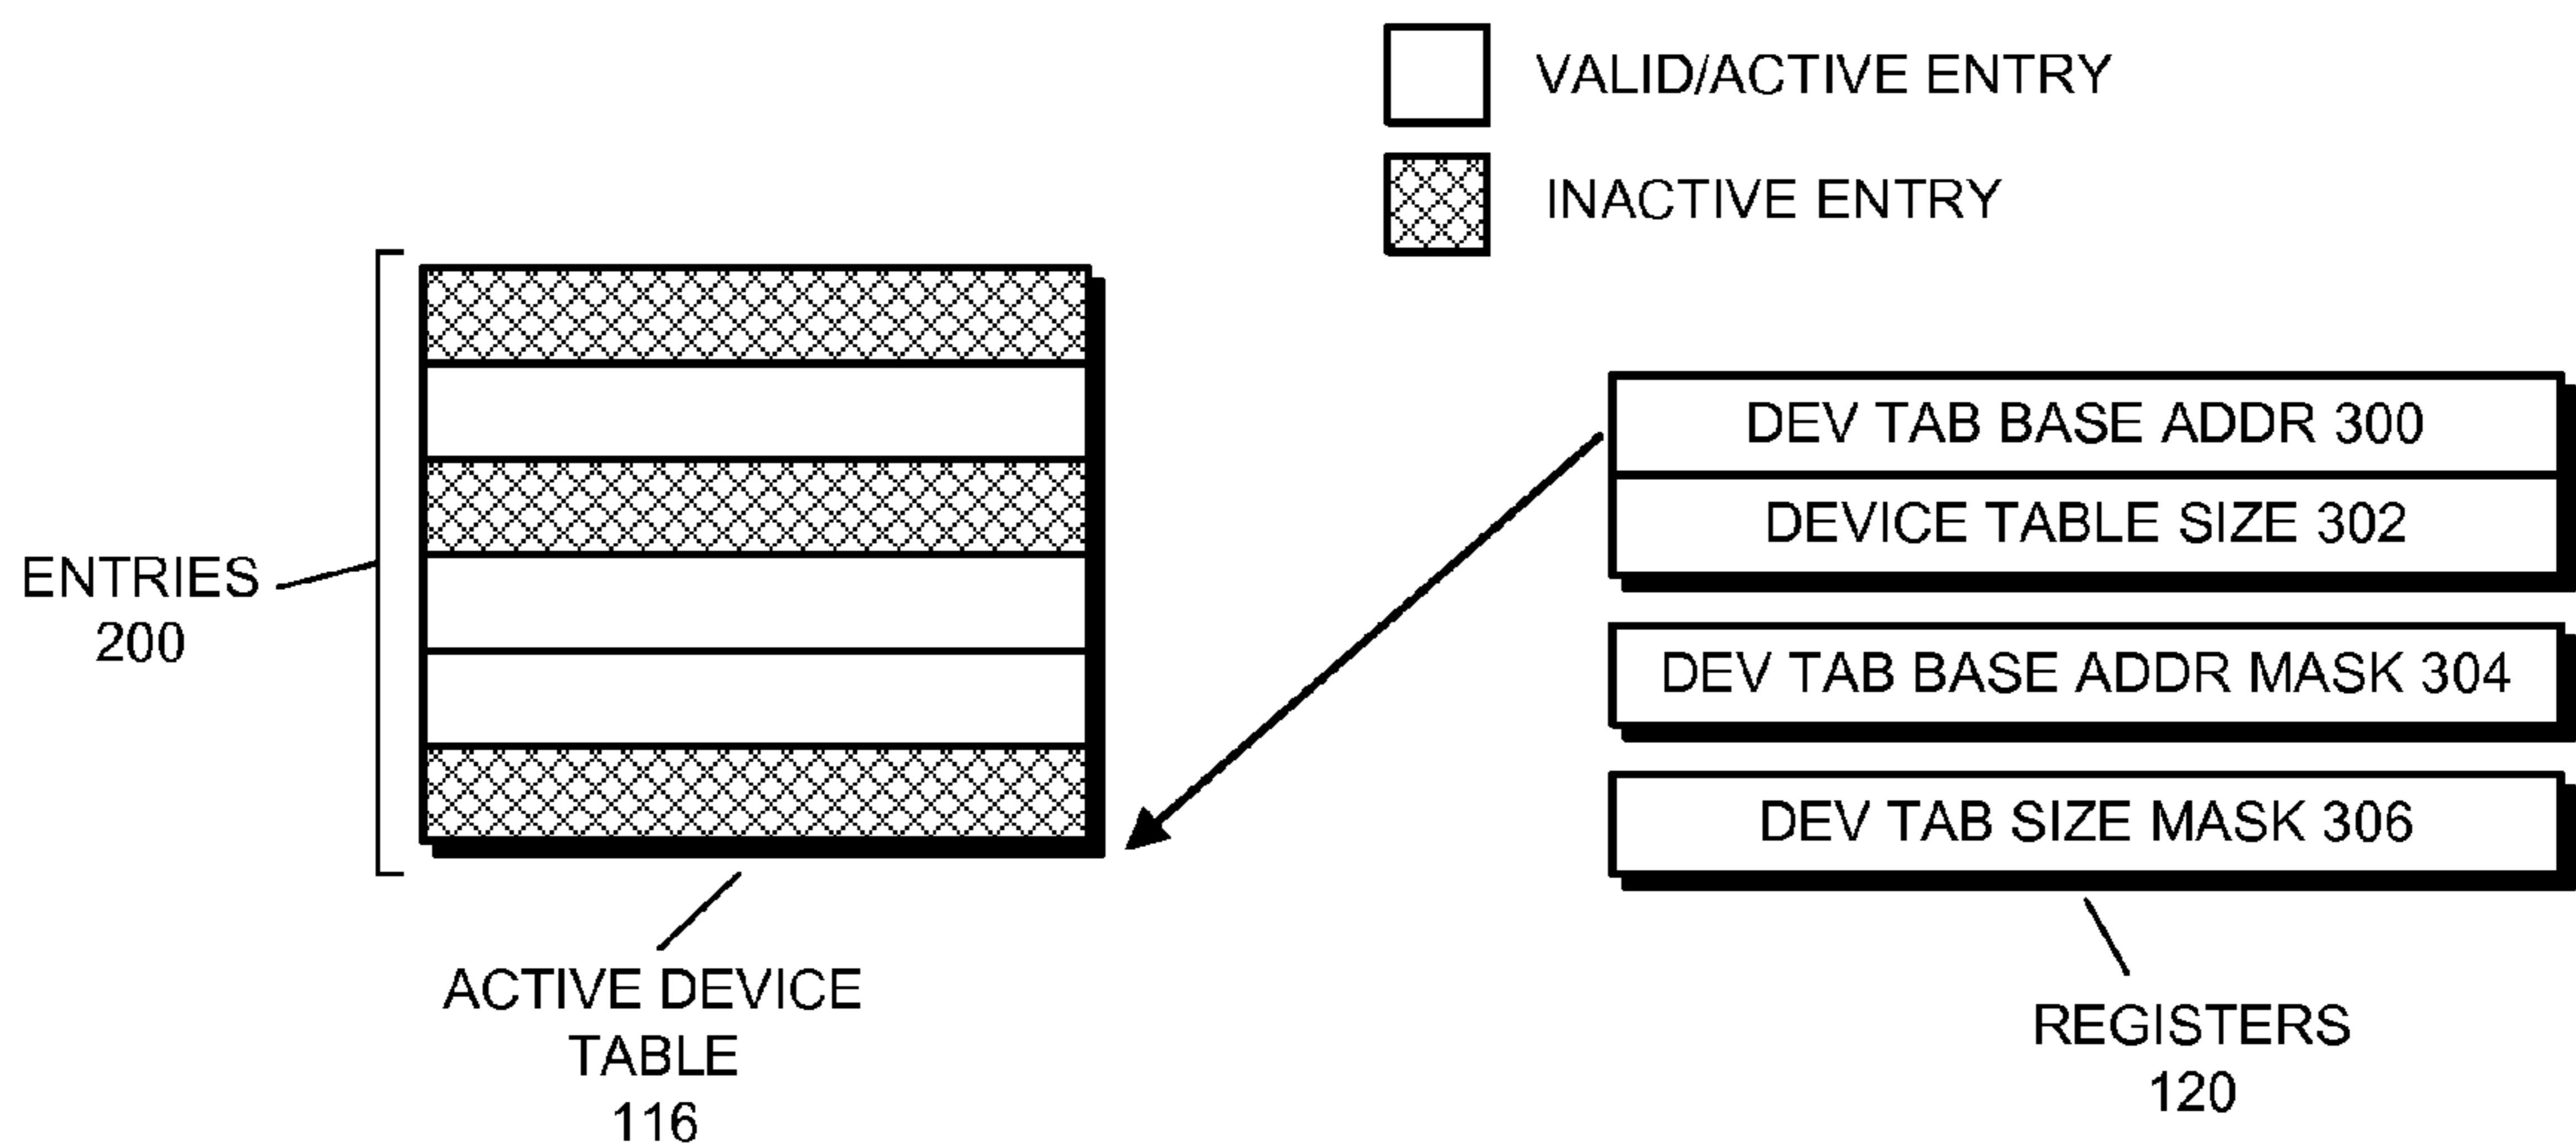 VALID/ACTIVE ENTRY
INACTIVE ENTRY
DEV TAB BASE ADDR 300
DEVICE TABLE SIZE 302
ENTRIES
200
DEV TAB BASE ADDR MASK 304
DEV TAB SIZE MASK 306
ACTIVE DEVICE
TABLE
116
REGISTERS
120